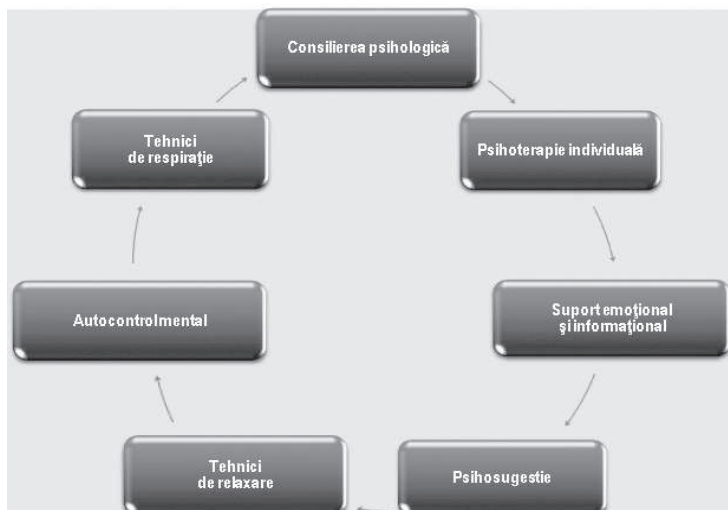 Consilierea psihologică
Psihoterapie individuală
Suport emoţional
şi informaţional
Psihosugestie
Tehnici
de relaxare
Autocontrolmental
Tehnici
de respiraţie